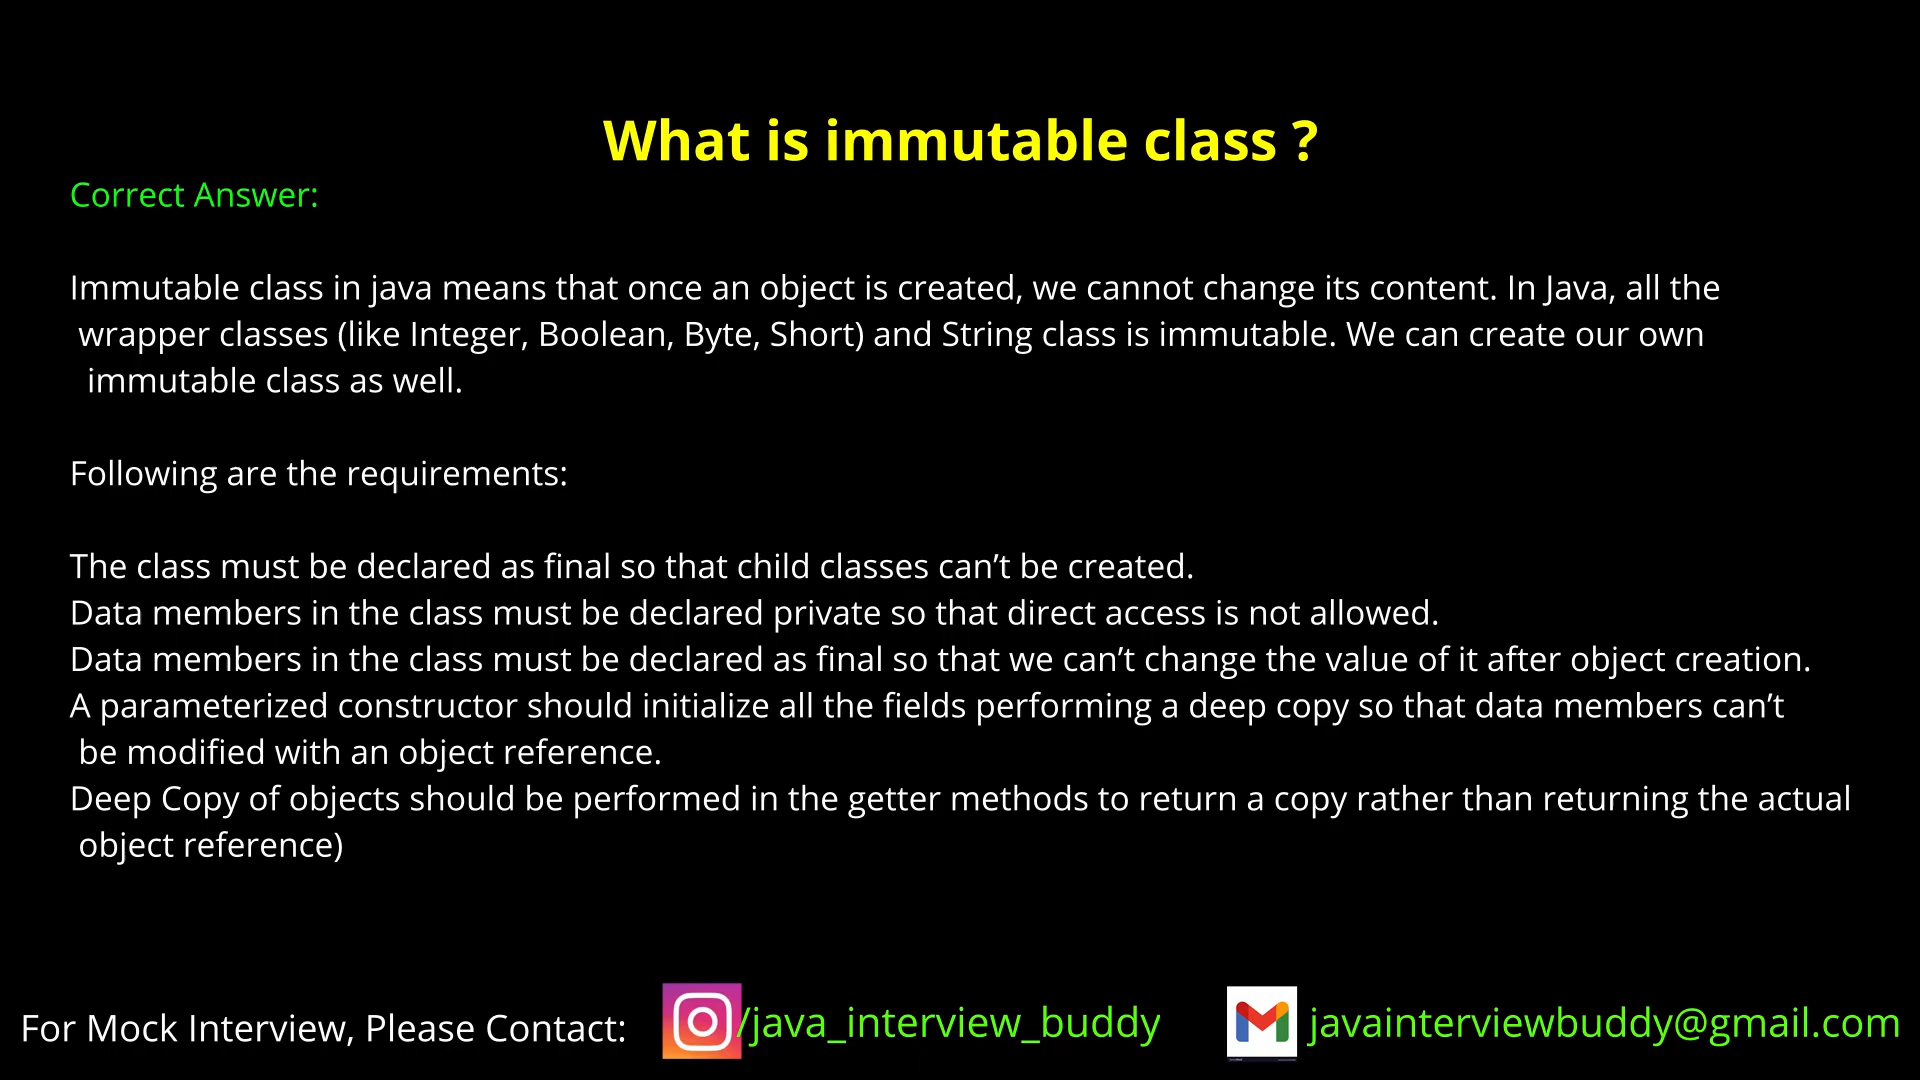 What is immutable class ?
Correct Answer:
Immutable class in java means that once an object is created, we cannot change its content. In Java, all the
wrapper classes (like Integer, Boolean, Byte, Short) and String class is immutable. We can create our own
immutable class as well.
Following are the requirements:
The class must be declared as final so that child classes can’t be created.
Data members in the class must be declared private so that direct access is not allowed.
Data members in the class must be declared as final so that we can’t change the value of it after object creation.
A parameterized constructor should initialize all the fields performing a deep copy so that data members can’t
be modified with an object reference.
Deep Copy of objects should be performed in the getter methods to return a copy rather than returning the actual
object reference)
For Mock Interview, Please Contact: /java_interview_buddy javainterviewbuddy@gmail.com